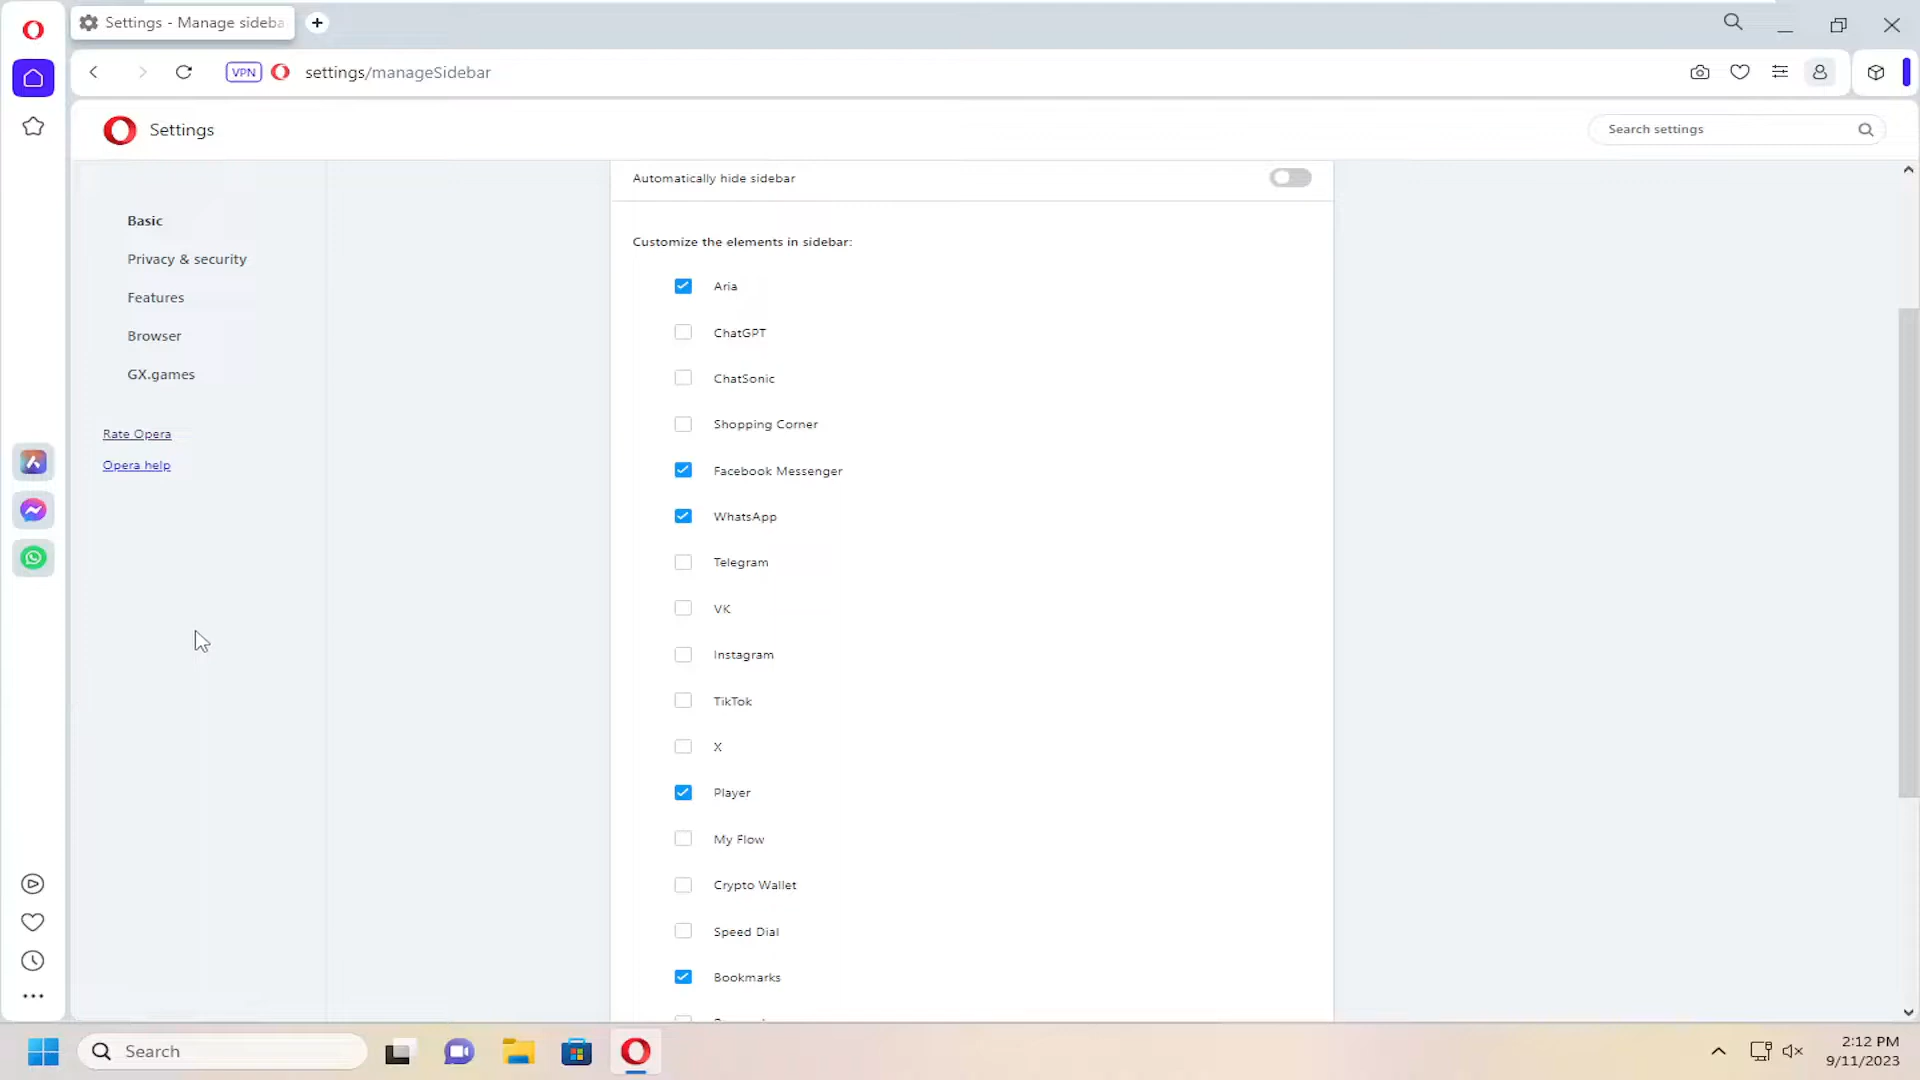 Settings - Manage sideba
VPN
settings/manageSidebar
Settings
Search settings
Basic
Privacy & security
Features
Browser
GX.games
Rate Opera
Opera help
Automatically hide sidebar
Customize the elements in sidebar:
Aria
ChatGPT
ChatSonic
Shopping Corner
Facebook Messenger
WhatsApp
Telegram
VK
Instagram
TikTok
X
Player
My Flow
Crypto Wallet
Speed Dial
Bookmarks
Search
2:12 PM
9/11/2023